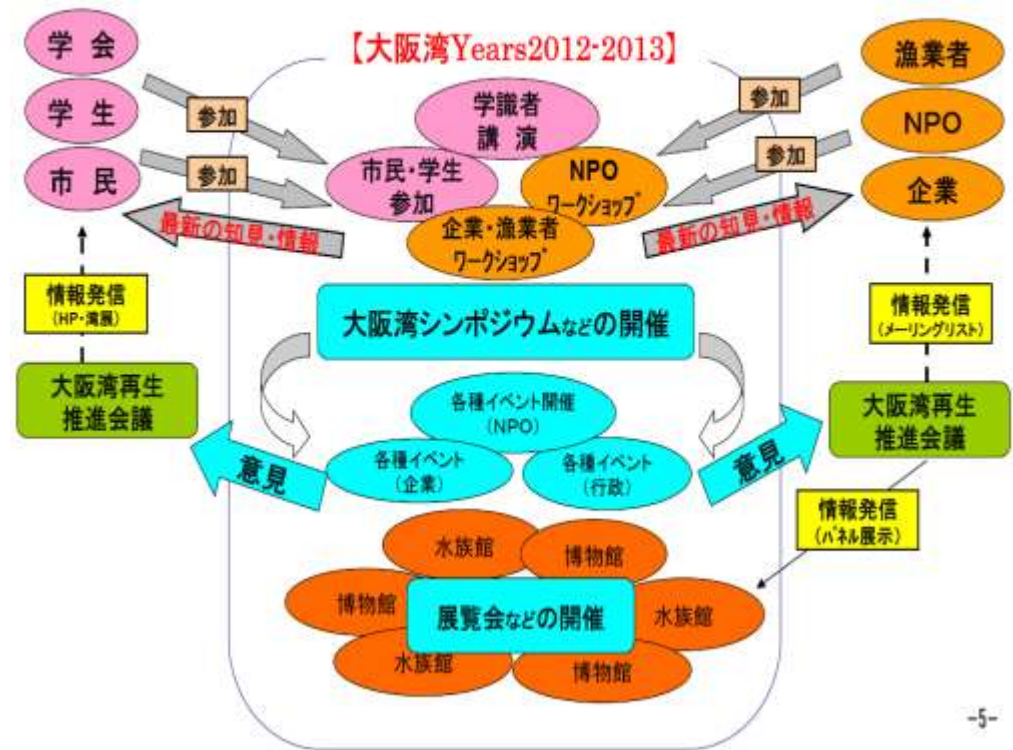 【大阪湾Years2012-2013】
学 会
学 生
市 民
漁業者
NPO
企業
参加
参加
参加
参加
学識者
講 演
市民・学生
参加
NPO
ワークショップ
企業・漁業者
ワークショップ
最新の知見・情報
最新の知見・情報
情報発信
(HP・湾展)
情報発信
(メーリングリスト)
大阪湾シンポジウムなどの開催
大阪湾再生
推進会議
大阪湾再生
推進会議
各種イベント開催
(NPO)
各種イベント
(企業)
各種イベント
(行政)
意見
意見
情報発信
(パネル展示)
水族館
博物館
博物館
展覧会などの開催
水族館
水族館
博物館
-5-